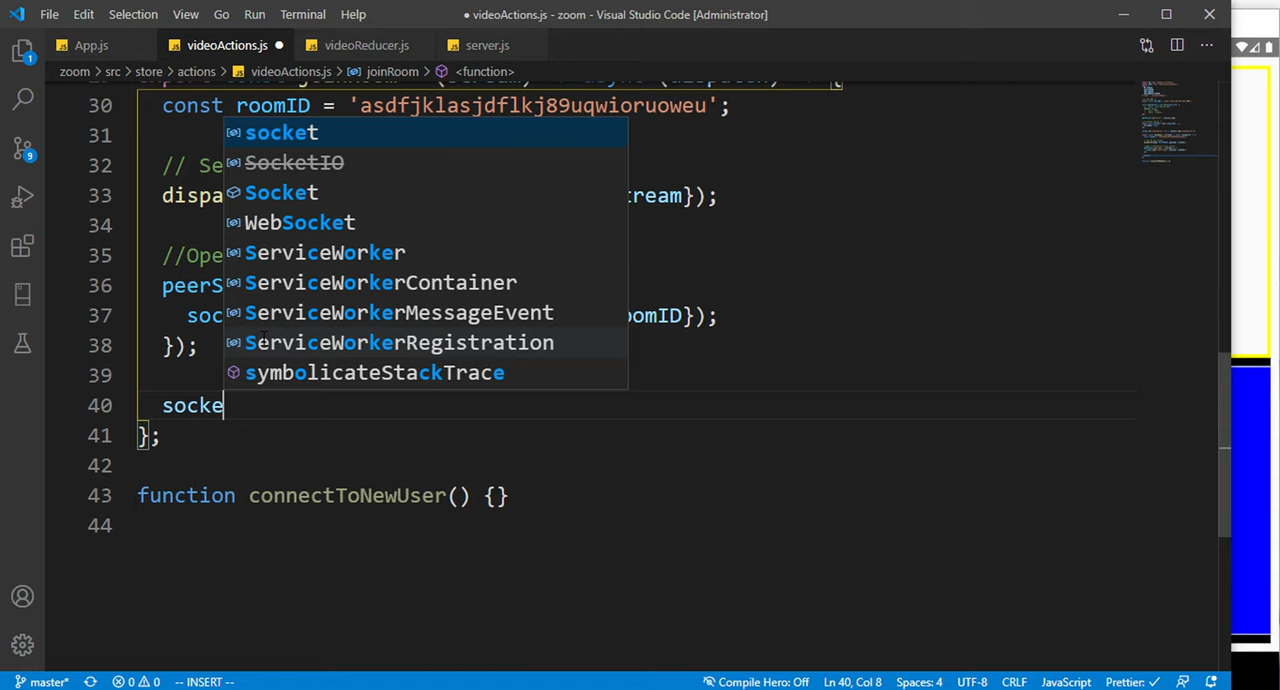 File Edit Selection View Go Run Terminal Help ● videoActions.js - zoom - Visual Studio Code [Administrator]
App.js videoActions.js ● videoReducer.js server.js
zoom > src > store > actions > videoActions.js > joinRoom > <function>
30 const roomID = 'asdfjklasjdflkj89uqwioruoweu';
31 socket
32 // Se SocketIO
33 dispa Socket tream});
34 WebSocket
35 //Ope ServiceWorker
36 peerS ServiceWorkerContainer
37 soc ServiceWorkerMessageEvent oomID});
38 }); ServiceWorkerRegistration
39 symbolicateStackTrace
40 socke
41 };
42
43 function connectToNewUser() {}
44
1
9
master* 0 0 -- INSERT -- Compile Hero: Off Ln 40, Col 8 Spaces: 4 UTF-8 CRLF JavaScript Prettier: ✓